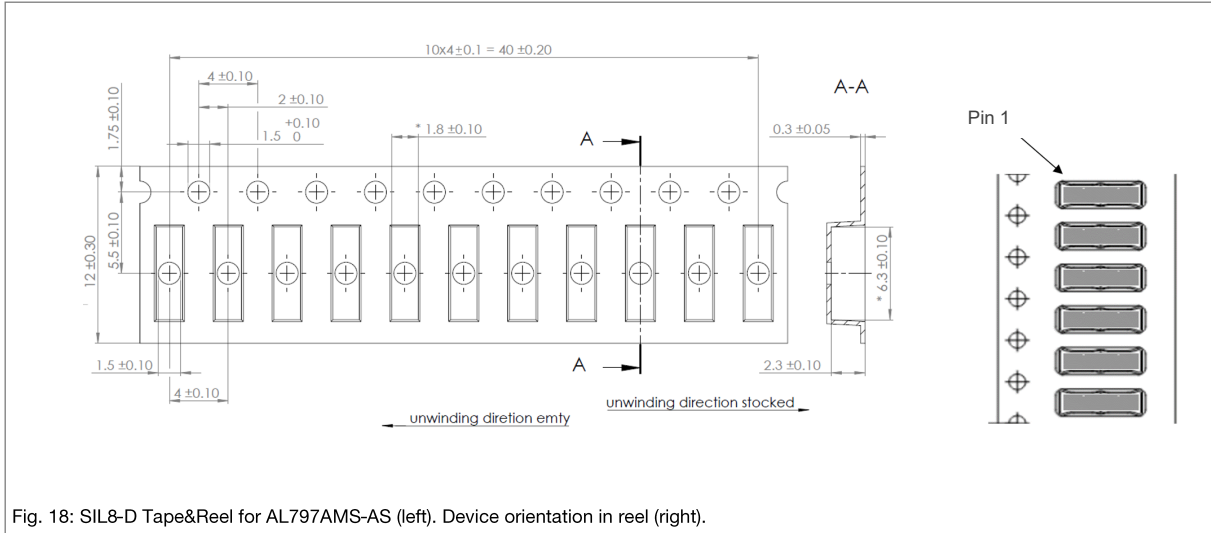 10x4±0.1 = 40 ±0.20
4 ±0.10
2 ±0.10
1.5 +0.10 0
* 1.8 ±0.10
1.75 ±0.10
A
A-A
0.3 ±0.05
Pin 1
12 ±0.30
5.5 ±0.10
* 6.3 ±0.10
1.5 ±0.10
4 ±0.10
A
2.3 ±0.10
unwinding direction stocked
unwinding diretion emty
Fig. 18: SIL8-D Tape&Reel for AL797AMS-AS (left). Device orientation in reel (right).